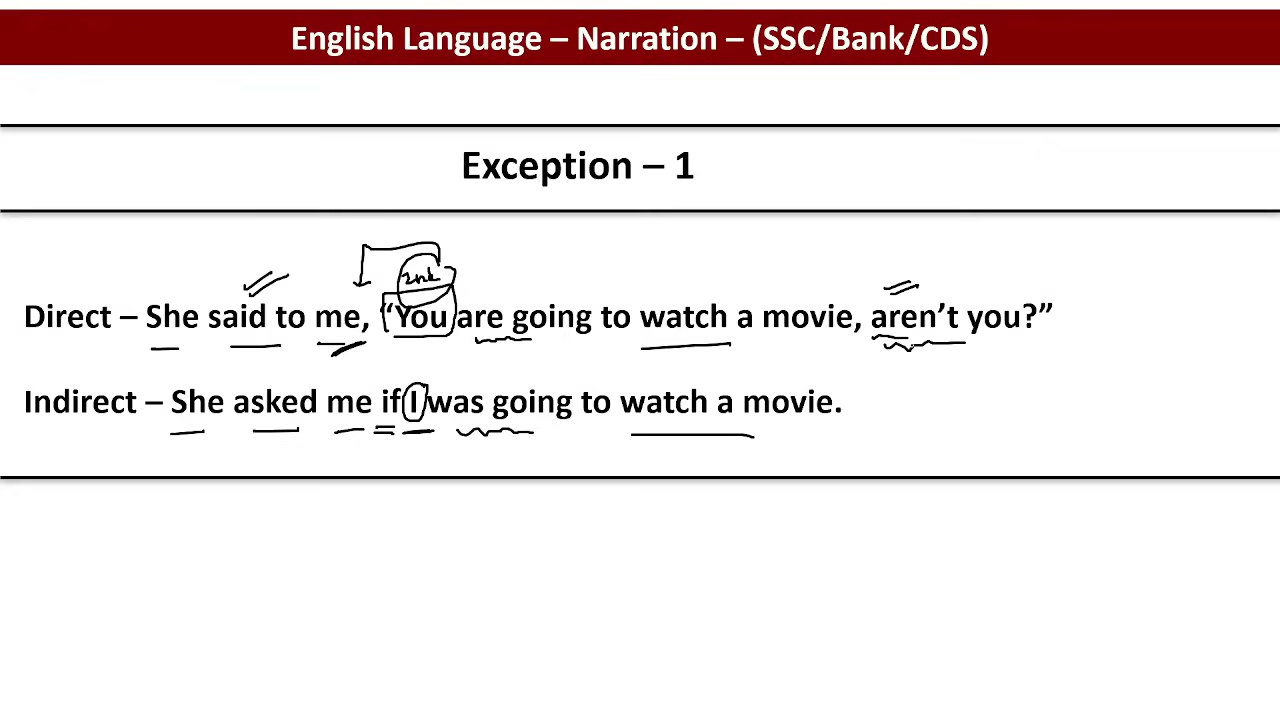 English Language – Narration – (SSC/Bank/CDS)
Exception – 1
2nd
Direct – She said to me, “You are going to watch a movie, aren’t you?”
Indirect – She asked me if I was going to watch a movie.